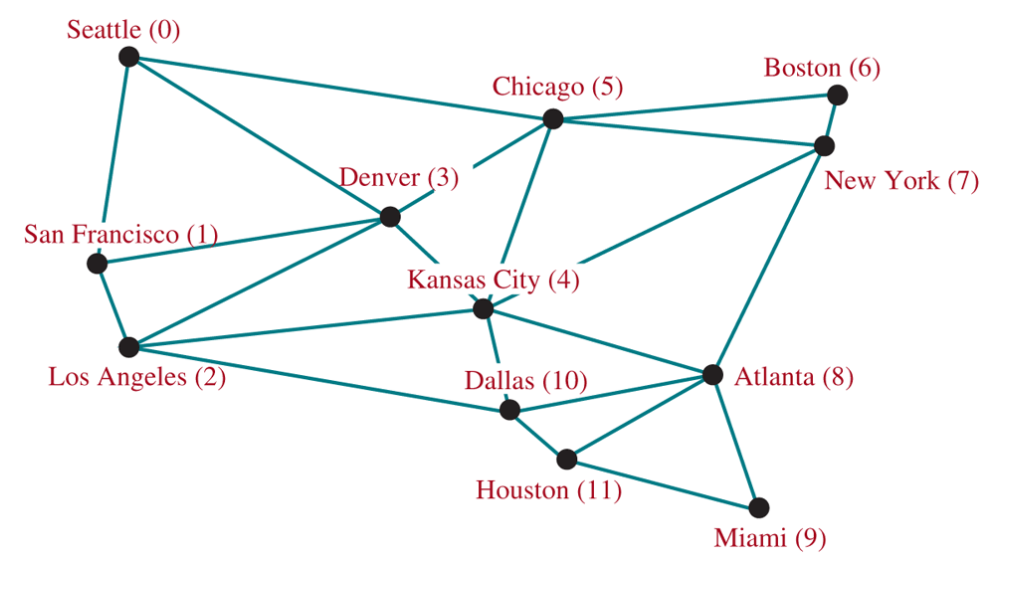 Seattle (0)
Boston (6)
Chicago (5)
Denver (3)
New York (7)
San Francisco (1)
Kansas City (4)
Los Angeles (2)
Dallas (10)
Atlanta (8)
Houston (11)
Miami (9)